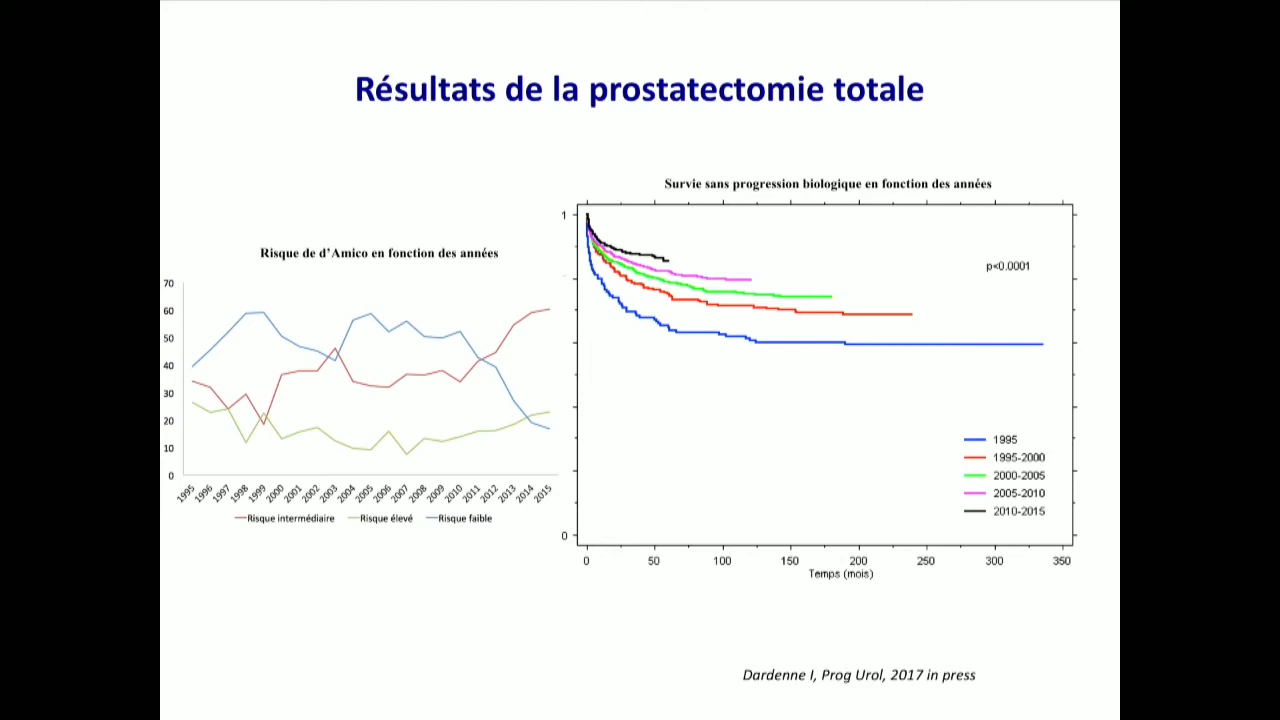 Résultats de la prostatectomie totale
Risque de d'Amico en fonction des années
70
60
50
40
30
20
10
0
1995 1996 1997 1998 1999 2000 2001 2002 2003 2004 2005 2006 2007 2008 2009 2010 2011 2012 2013 2014 2015
Risque intermédiaire Risque élevé Risque faible
Survie sans progression biologique en fonction des années
1
0
p<0.0001
1995
1995-2000
2000-2005
2005-2010
2010-2015
0 50 100 150 200 250 300 350
Temps (mois)
Dardenne I, Prog Urol, 2017 in press